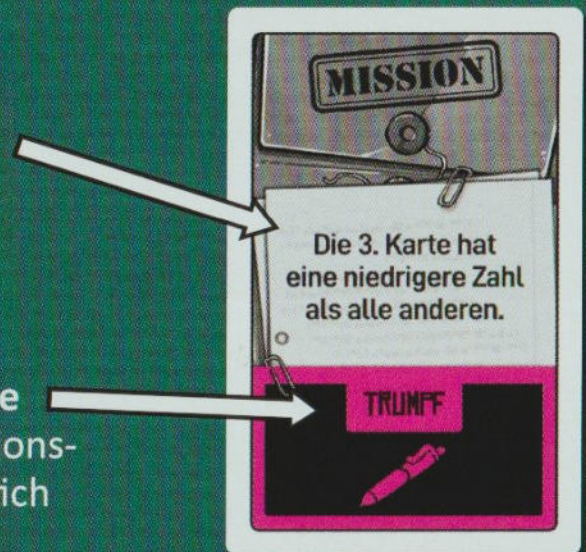 MISSION
Die 3. Karte hat
eine niedrigere Zahl
als alle anderen.
TRUMPF
e
ons-
ich